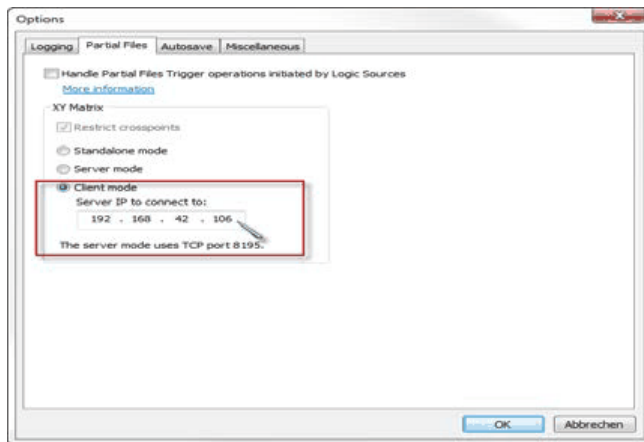 Options
Logging Partial Files Autosave Miscellaneous
Handle Partial Files Trigger operations initiated by Logic Sources
More information
XY Matrix
Restrict crosspoints
Standalone mode
Server mode
Client mode
Server IP to connect to:
192 . 168 . 42 . 106
The server mode uses TCP port 8195.
OK Abbrechen